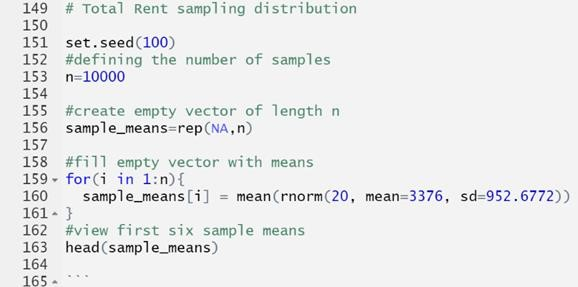 149 # Total Rent sampling distribution
150
151 set.seed(100)
152 #defining the number of samples
153 n=10000
154
155 #create empty vector of length n
156 sample_means=rep(NA,n)
157
158 #fill empty vector with means
159 for(i in 1:n){
160   sample_means[i] = mean(rnorm(20, mean=3376, sd=952.6772))
161 }
162 #view first six sample means
163 head(sample_means)
164
165 ```